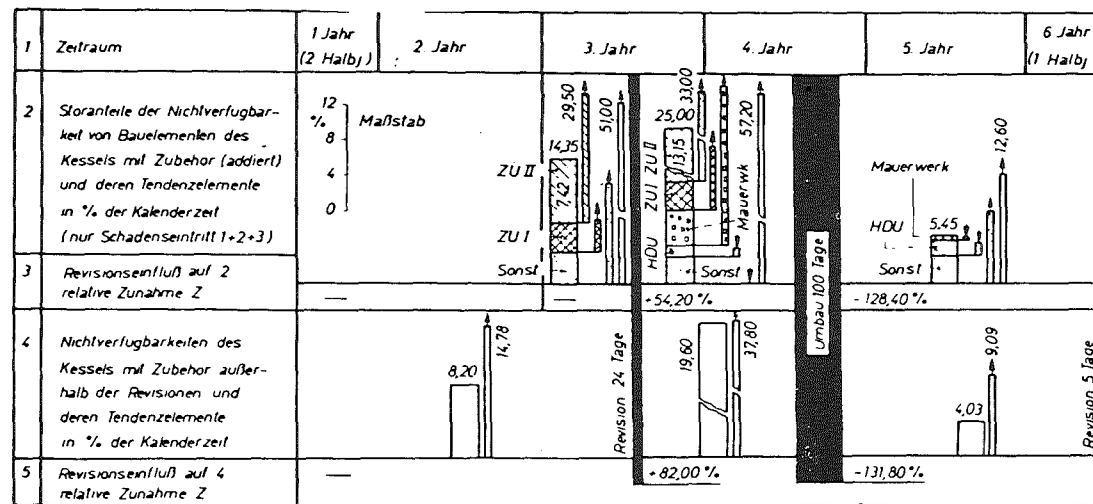 1 Zeitraum
1 Jahr
(2 Halbj)
2. Jahr
3. Jahr
4. Jahr
5. Jahr
6 Jahr
(1 Halbj
2 Storanteile der Nichtverfugbar-
keit von Bauelementen des
Kessels mit Zubehor (addiert)
und deren Tendenzelemente
in % der Kalenderzeit
(nur Schadenseintritt 1+2+3)
12
%
8
4
0
Maßstab
ZU II
ZU I
Sonst
14,35
7,42
29,50
51,00
HDU
ZU I
ZU II
25,00
13,15
33,00
Mauerwk
57,20
Sonst
Mauerwerk
HDU
Sonst
5,45
12,60
3 Revisionseinfluß auf 2
relative Zunahme Z
—
—
+54,20 %
- 128,40 %
Umbau 100 Tage
4 Nichtverfugbarkeiten des
Kessels mit Zubehor außer-
halb der Revisionen und
deren Tendenzelemente
in % der Kalenderzeit
8,20
14,78
Revision 24 Tage
19,60
37,80
4,03
9,09
Revision 5 Tage
5 Revisionseinfluß auf 4
relative Zunahme Z
—
+82,00 %
-131,80 %